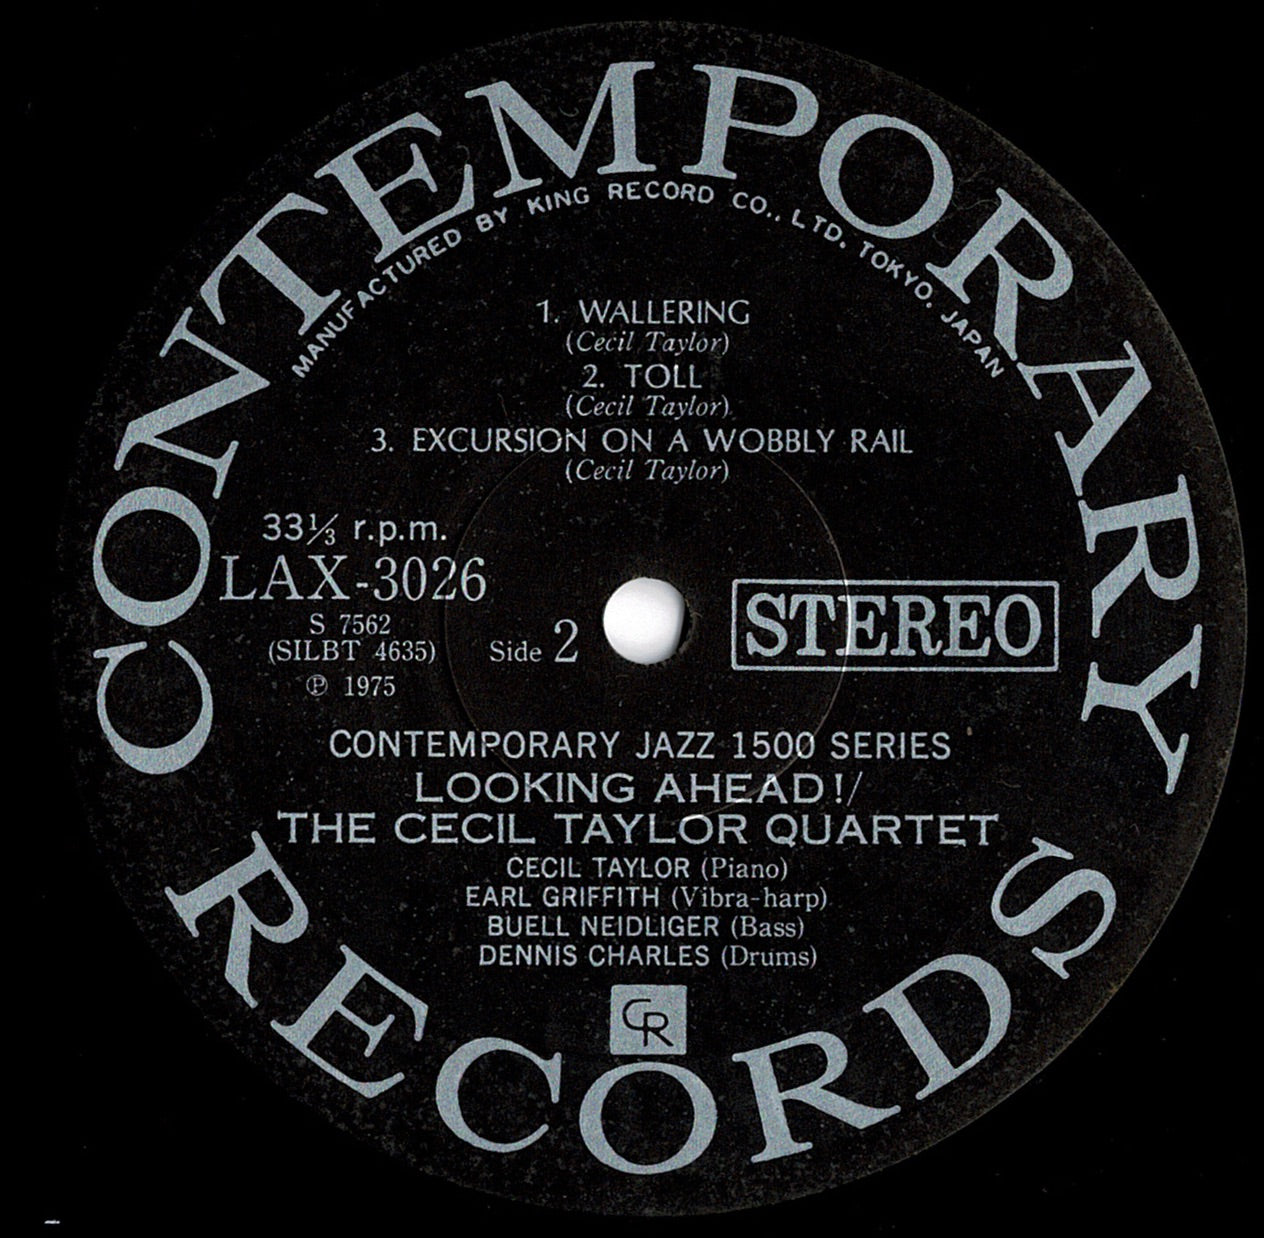 CONTEMPORARY
MANUFACTURED BY KING RECORD CO., LTD. TOKYO. JAPAN
1. WALLERING
(Cecil Taylor)
2. TOLL
(Cecil Taylor)
3. EXCURSION ON A WOBBLY RAIL
(Cecil Taylor)
33⅓ r.p.m.
LAX-3026
S 7562
(SILBT 4635)
℗ 1975
Side 2
STEREO
CONTEMPORARY JAZZ 1500 SERIES
LOOKING AHEAD!/
THE CECIL TAYLOR QUARTET
CECIL TAYLOR (Piano)
EARL GRIFFITH (Vibra-harp)
BUELL NEIDLIGER (Bass)
DENNIS CHARLES (Drums)
CR
RECORDS